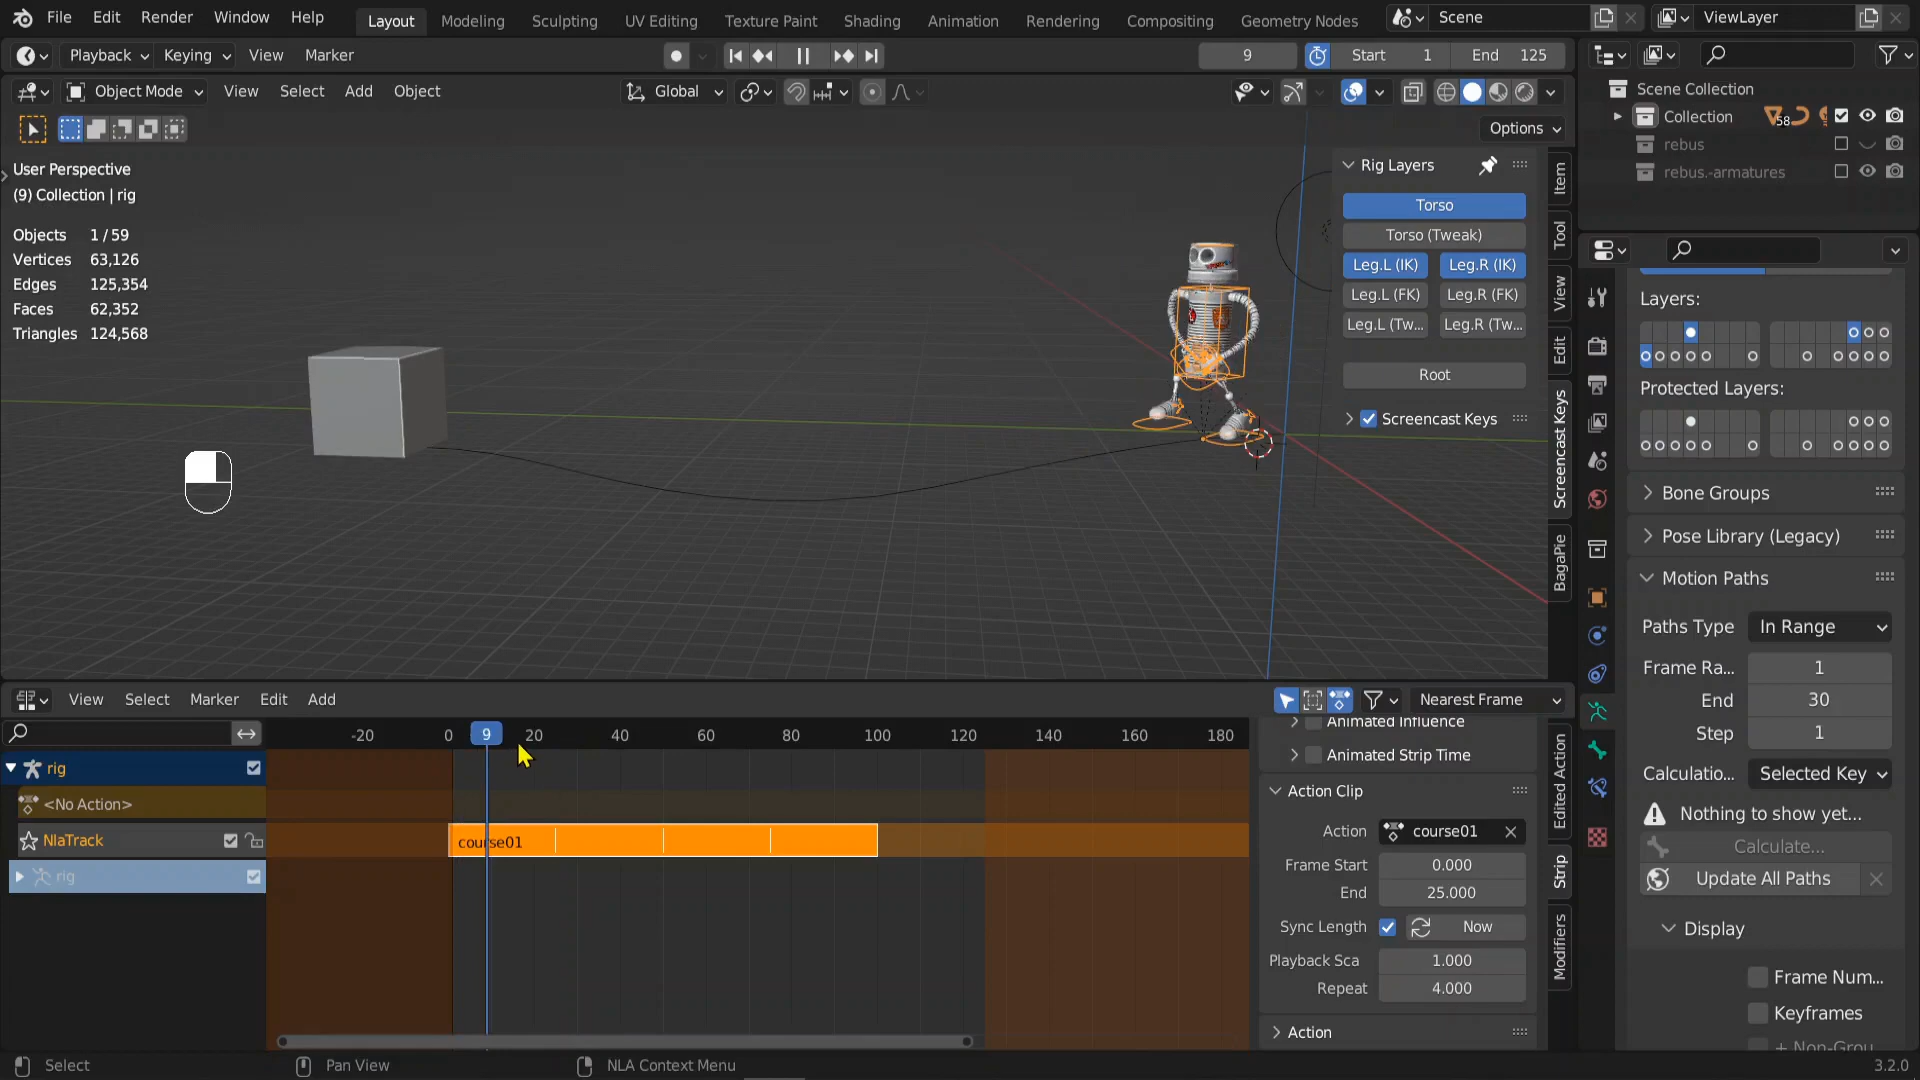 File Edit Render Window Help Layout Modeling Sculpting UV Editing Texture Paint Shading Animation Rendering Compositing Geometry Nodes Scene ViewLayer
Playback Keying View Marker 9 Start 1 End 125
Object Mode View Select Add Object Global
Options
User Perspective
(9) Collection | rig
Objects 1 / 59
Vertices 63,126
Edges 125,354
Faces 62,352
Triangles 124,568
Rig Layers
Torso
Torso (Tweak)
Leg.L (IK) Leg.R (IK)
Leg.L (FK) Leg.R (FK)
Leg.L (Tw... Leg.R (Tw...
Root
Screencast Keys
Item
Tool
View
Edit
Screencast Keys
BagaPie
Scene Collection
Collection 58
rebus
rebus.-armatures
Layers:
Protected Layers:
Bone Groups
Pose Library (Legacy)
Motion Paths
Paths Type In Range
Frame Ra... 1
End 30
Step 1
Calculatio... Selected Key
Nothing to show yet...
Calculate...
Update All Paths
Display
Frame Num...
Keyframes
+ Non-Grou
View Select Marker Edit Add Nearest Frame
-20 0 9 20 40 60 80 100 120 140 160 180
rig
<No Action>
NlaTrack
course01
rig
Animated Influence
Animated Strip Time
Action Clip
Action course01
Frame Start 0.000
End 25.000
Sync Length Now
Playback Sca 1.000
Repeat 4.000
Action
Edited Action
Strip
Modifiers
Select Pan View NLA Context Menu 3.2.0